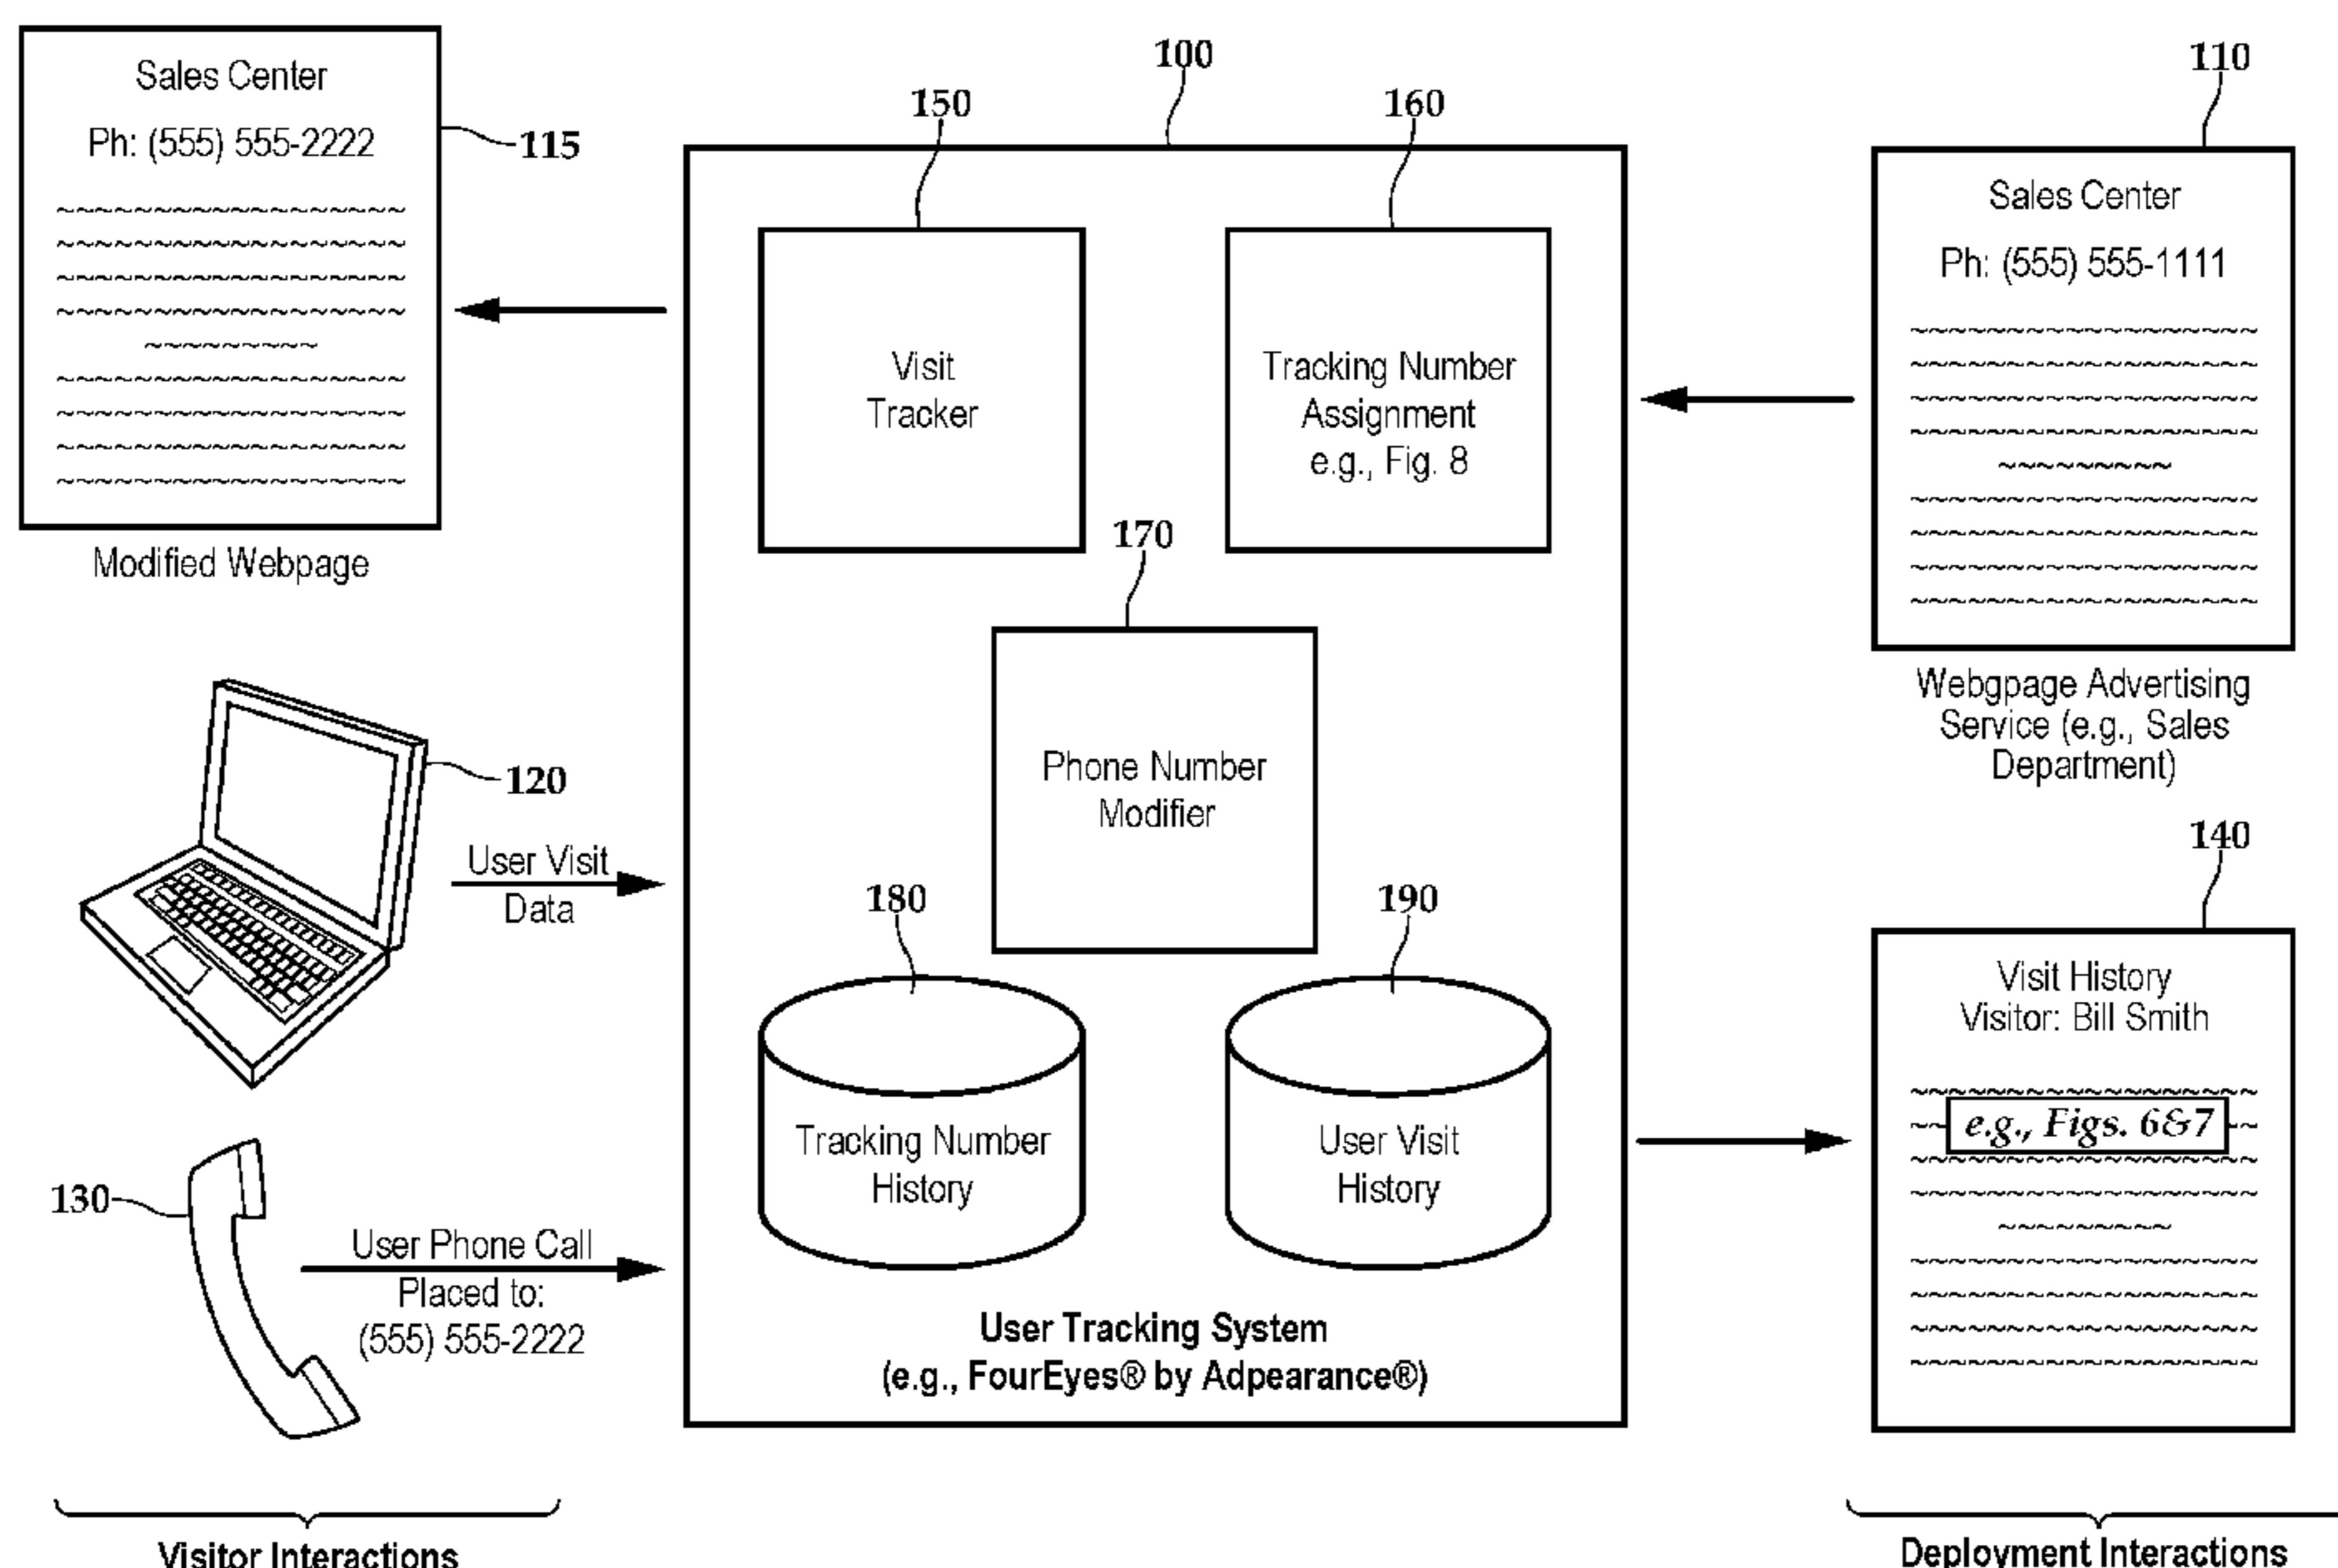 Sales Center
Ph: (555) 555-2222
115
Modified Webpage
120
User Visit
Data
130
User Phone Call
Placed to:
(555) 555-2222
Visitor Interactions
100
150
160
Visit
Tracker
Tracking Number
Assignment
e.g., Fig. 8
170
Phone Number
Modifier
180
190
Tracking Number
History
User Visit
History
User Tracking System
(e.g., FourEyes® by Adpearance®)
110
Sales Center
Ph: (555) 555-1111
Webgpage Advertising
Service (e.g., Sales
Department)
140
Visit History
Visitor: Bill Smith
e.g., Figs. 6&7
Deployment Interactions